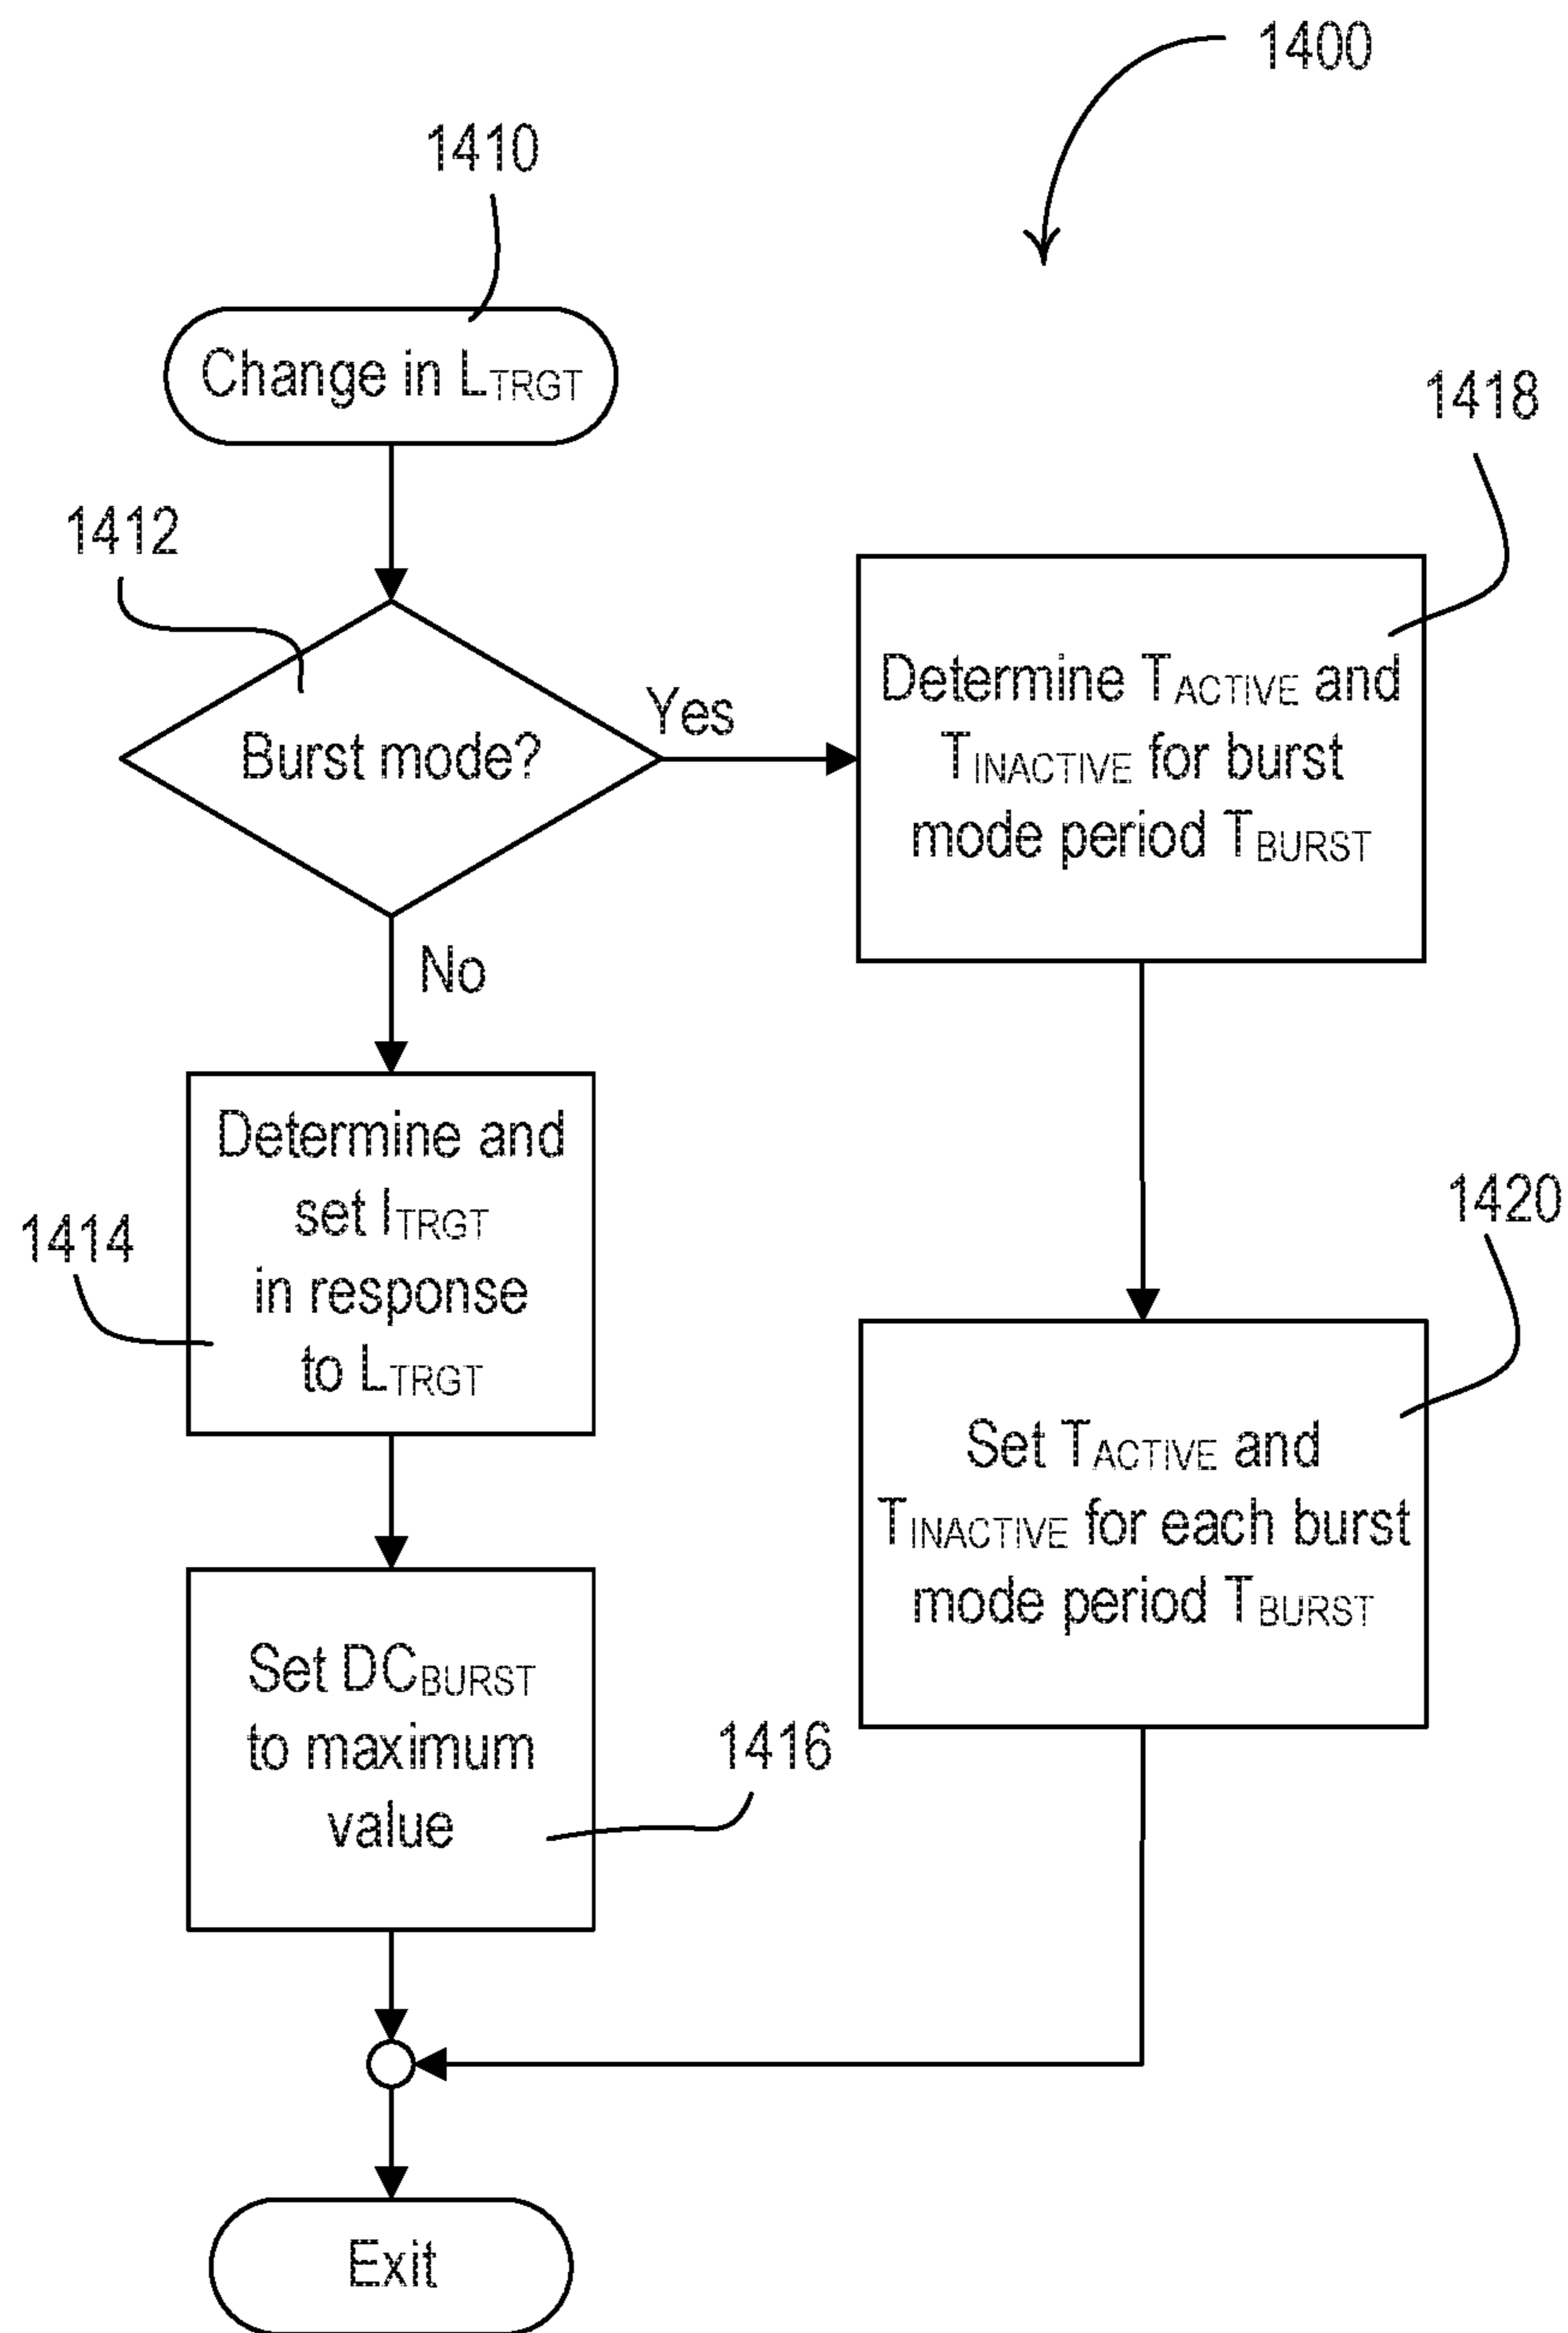 1400
1410
Change in LTRGT
1418
1412
Determine TACTIVE and
TINACTIVE for burst
mode period TBURST
Yes
Burst mode?
No
Determine and
set ITRGT
in response
to LTRGT
1414
1420
Set TACTIVE and
TINACTIVE for each burst
mode period TBURST
Set DCBURST
to maximum
value
1416
Exit